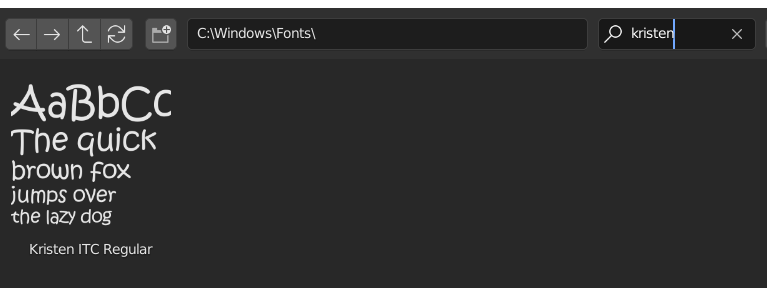 C:\Windows\Fonts\
kristen
AaBbCc
The quick
brown fox
jumps over
the lazy dog
Kristen ITC Regular